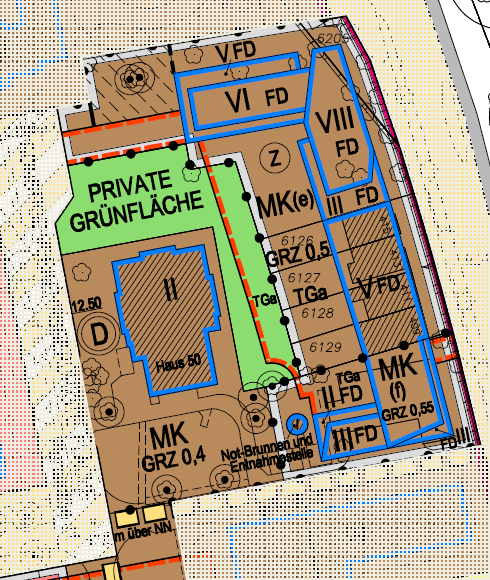 V FD
620
VI FD
VIII
FD
Z
PRIVATE
GRÜNFLÄCHE
MK(e)
III FD
6126
GRZ 0,5
6127
II
TGa
TGa
V FD
12.50
6128
D
6129
Haus 50
TGa
MK
(f)
II FD
GRZ 0,55
MK
GRZ 0,4
Not-Brunnen und
Entnahmestelle
III FD
FD III
m über NN